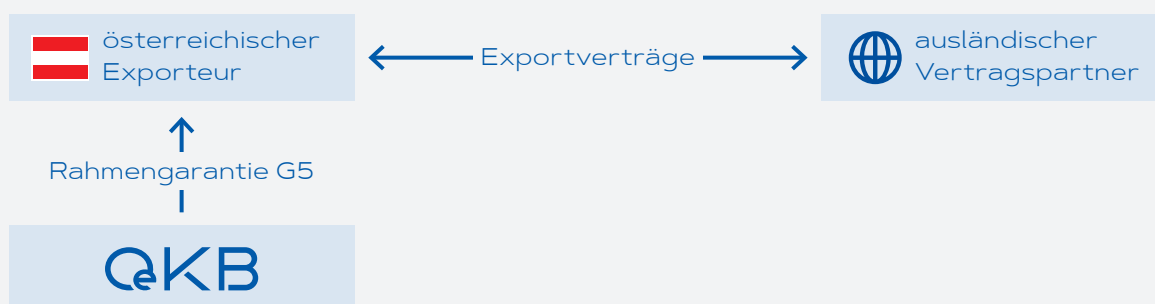 österreichischer
Exporteur
Exportverträge
ausländischer
Vertragspartner
Rahmengarantie G5
OeKB